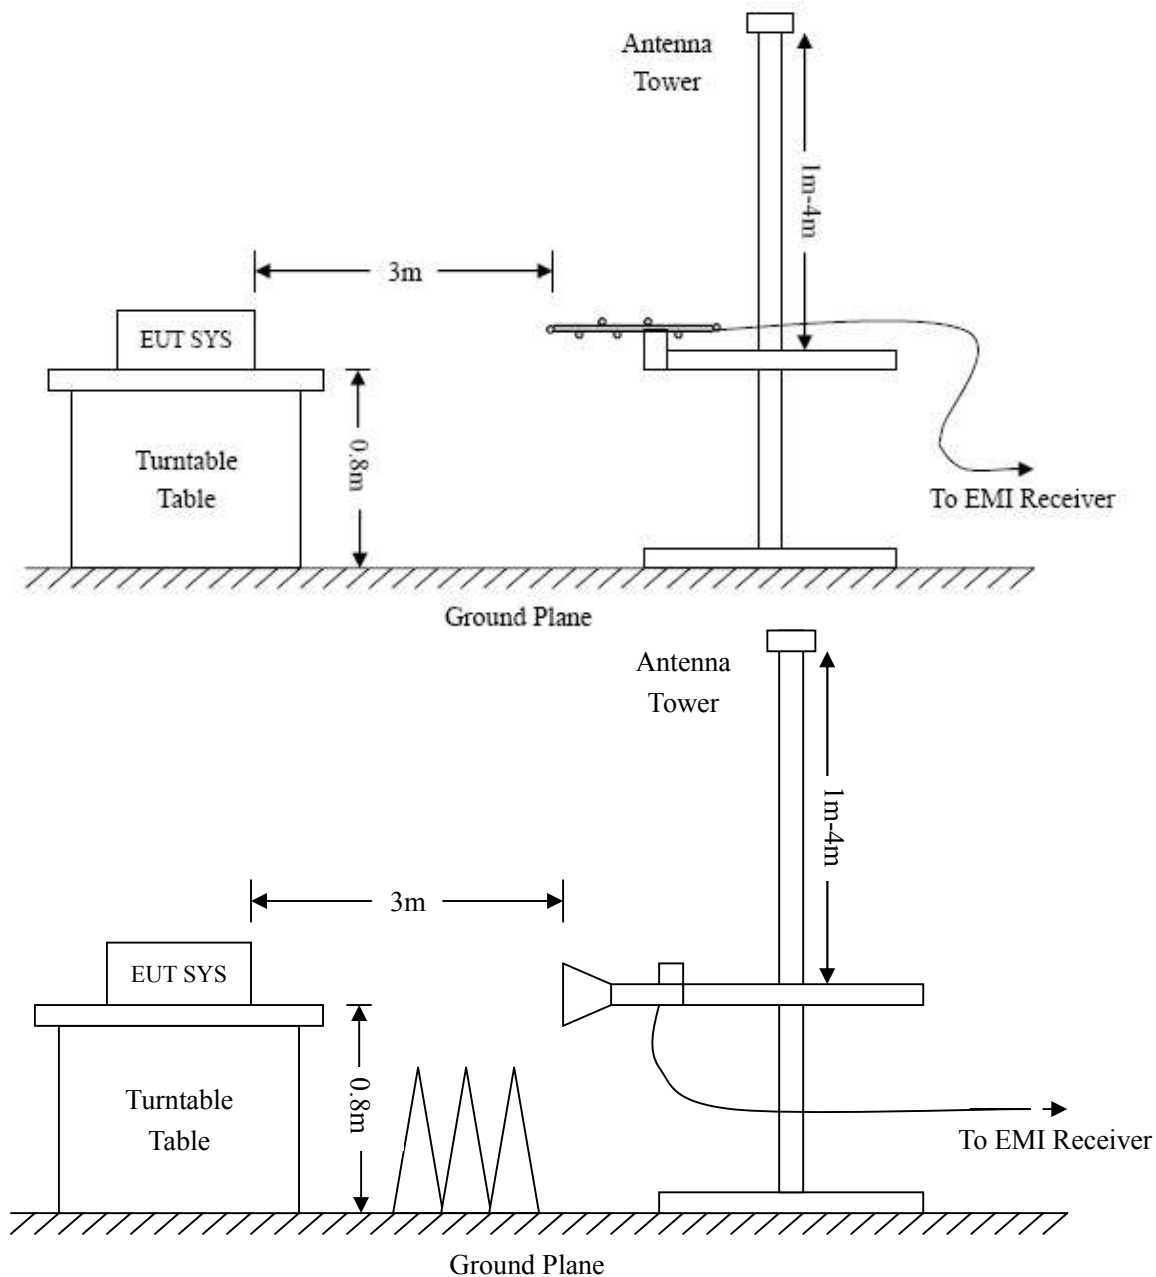 Antenna
Tower
1m-4m
3m
EUT SYS
Turntable
Table
0.8m
To EMI Receiver
Ground Plane
Antenna
Tower
1m-4m
3m
EUT SYS
Turntable
Table
0.8m
To EMI Receiver
Ground Plane